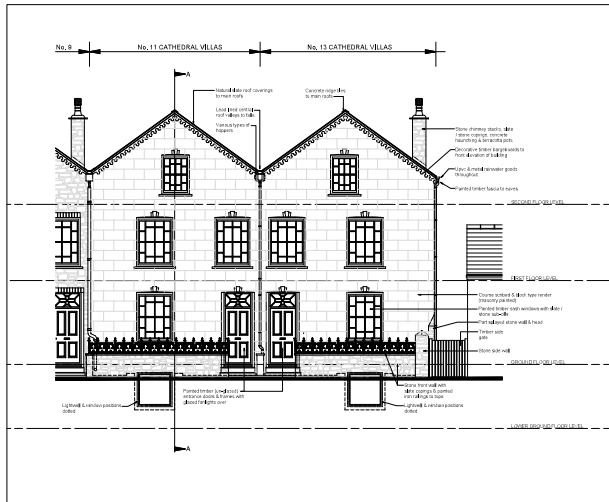 No. 9
No. 11 CATHEDRAL VILLAS
No. 13 CATHEDRAL VILLAS
A
Natural slate roof coverings
to main roofs
Lead lined central
roof valleys to falls
Various types of
hoppers
Concrete ridge tiles
to main roofs
Stone chimney stacks, slate
/ stone copings, concrete
haunching & terracotta pots
Decorative timber bargeboards to
front elevation of building
Upvc & metal rainwater goods
throughout
Painted timber fascia to eaves
SECOND FLOOR LEVEL
FIRST FLOOR LEVEL
Course ruled & block type render
(masonry painted)
Painted timber sash windows with slate /
stone sub-cills
Part splayed stone wall & head
Timber side
gate
Stone side wall
GROUND FLOOR LEVEL
Painted timber (un-glazed)
entrance doors & frames with
glazed fanlights over
Stone front wall with
slate copings & painted
iron railings to tops
Lightwell & window positions
dotted
Lightwell & window positions
dotted
LOWER GROUND FLOOR LEVEL
A